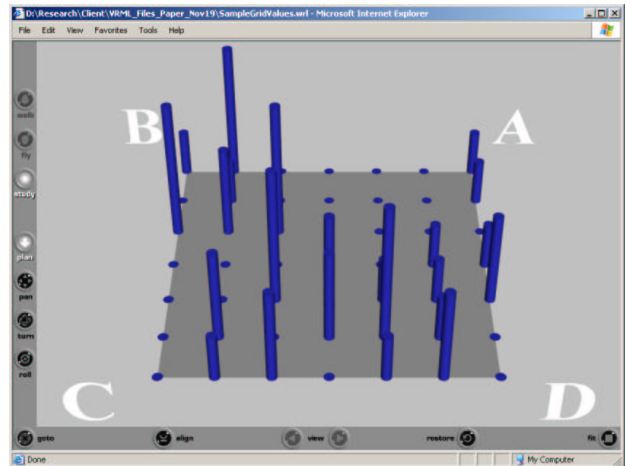 D:\Research\Client\VRML_Files_Paper_Nov19\SampleGridValues.wrl - Microsoft Internet Explorer
File Edit View Favorites Tools Help
B A
walk
fly
study
plan
pan
turn
roll
C D
goto align view restore fit
Done My Computer